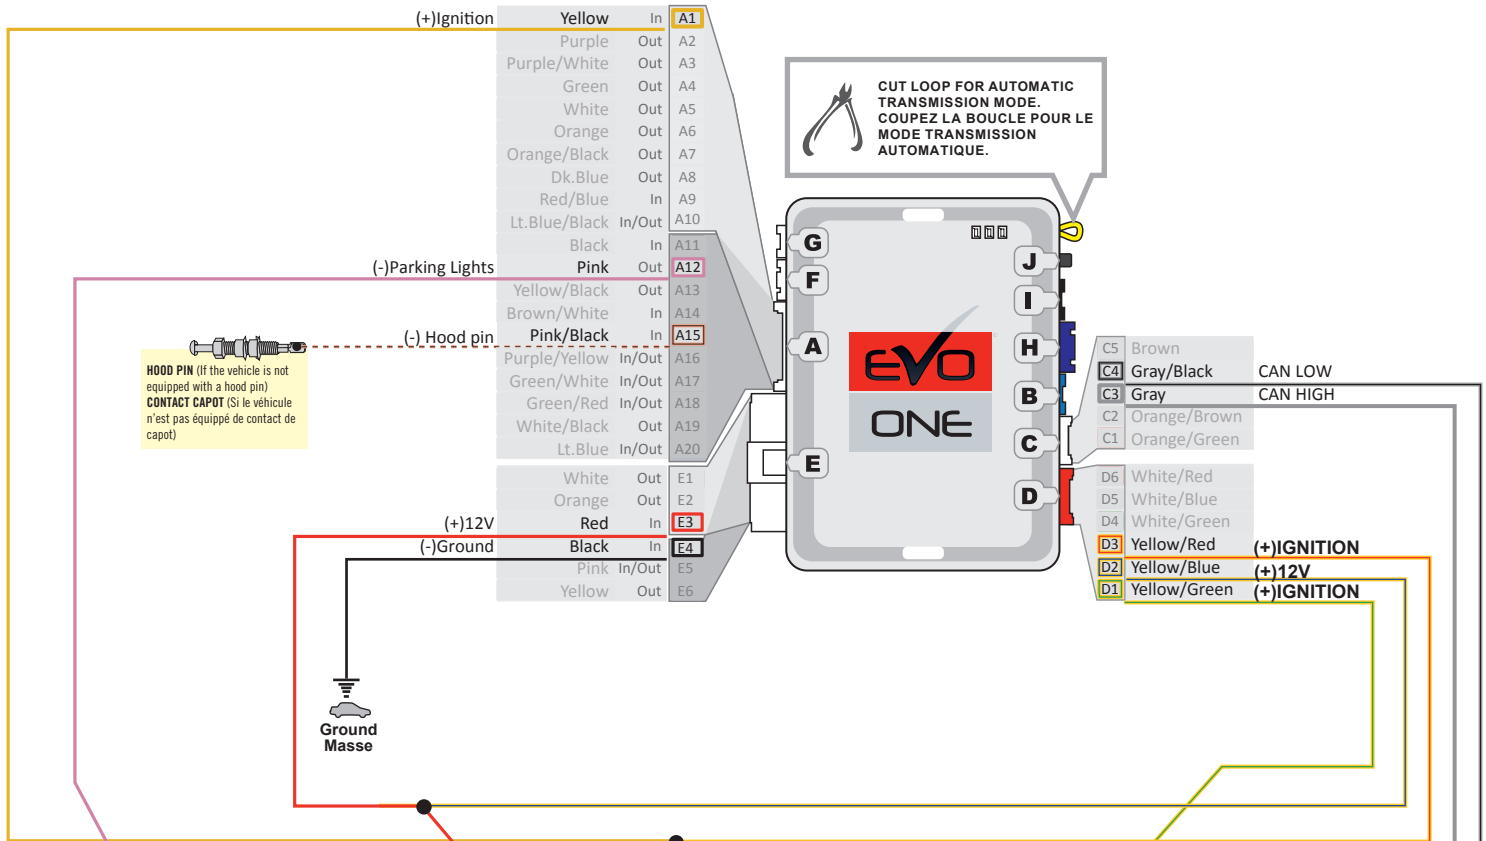 (+)Ignition Yellow In A1
Purple Out A2
Purple/White Out A3
Green Out A4
White Out A5
Orange Out A6
Orange/Black Out A7
Dk.Blue Out A8
Red/Blue In A9
Lt.Blue/Black In/Out A10
Black In A11
(-)Parking Lights Pink Out A12
Yellow/Black Out A13
Brown/White In A14
(-) Hood pin Pink/Black In A15
Purple/Yellow In/Out A16
Green/White In/Out A17
Green/Red In/Out A18
White/Black Out A19
Lt.Blue In/Out A20
White Out E1
Orange Out E2
(+)12V Red In E3
(-)Ground Black In E4
Pink In/Out E5
Yellow Out E6
HOOD PIN (If the vehicle is not
equipped with a hood pin)
CONTACT CAPOT (Si le véhicule
n'est pas équippé de contact de
capot)
Ground
Masse
CUT LOOP FOR AUTOMATIC
TRANSMISSION MODE.
COUPEZ LA BOUCLE POUR LE
MODE TRANSMISSION
AUTOMATIQUE.
G
F
A
E
J
I
H
B
C
D
EVO
ONE
C5 Brown
C4 Gray/Black CAN LOW
C3 Gray CAN HIGH
C2 Orange/Brown
C1 Orange/Green
D6 White/Red
D5 White/Blue
D4 White/Green
D3 Yellow/Red (+)IGNITION
D2 Yellow/Blue (+)12V
D1 Yellow/Green (+)IGNITION